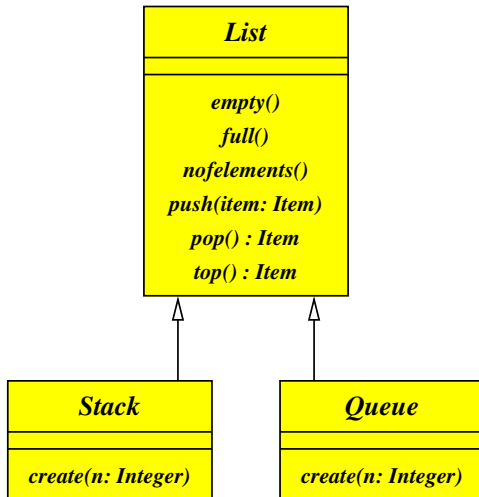 List
empty()
full()
nofelements()
push(item: Item)
pop() : Item
top() : Item
Stack
create(n: Integer)
Queue
create(n: Integer)